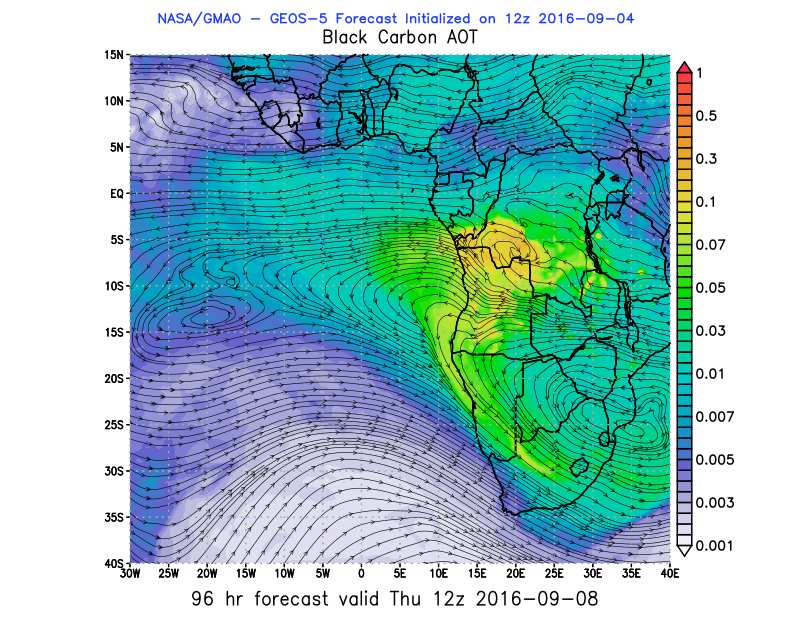 NASA/GMAO - GEOS-5 Forecast Initialized on 12z 2016-09-04
Black Carbon AOT
15N
10N
5N
EQ
5S
10S
15S
20S
25S
30S
35S
40S
30W 25W 20W 15W 10W 5W 0 5E 10E 15E 20E 25E 30E 35E 40E
1
0.5
0.3
0.1
0.07
0.05
0.03
0.01
0.007
0.005
0.003
0.001
96 hr forecast valid Thu 12z 2016-09-08